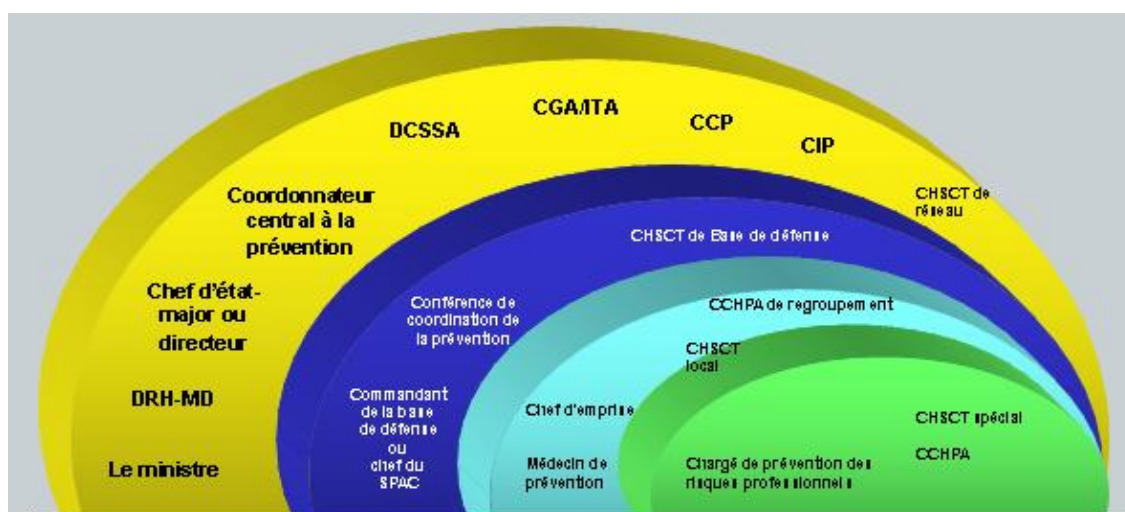 DCSSA
CGA/ITA
CCP
CIP
CHSCT de
réseau
Coordonnateur
central à la
prévention
Chef d'état-
major ou
directeur
DRH-MD
Le ministre
CHSCT de Base de défense
Conférence de
coordination de
la prévention
Commandant
de la base
de défense
ou
chef du
SPAC
CCHPA de regroupement
Chef d'emprise
Médecin de
prévention
CHSCT
local
CHSCT spécial
CCHPA
Chargé de prévention des
risques professionnels